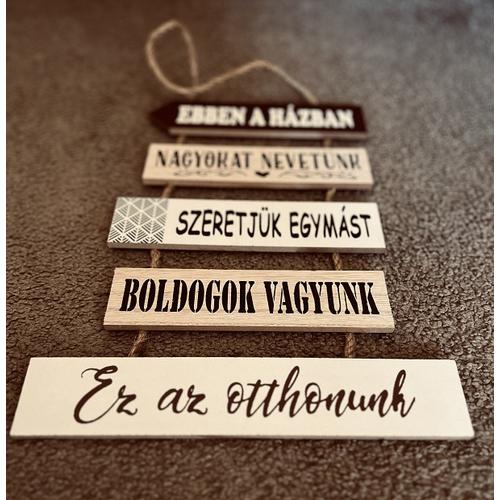 EBBEN A HÁZBAN
NAGYOKAT NEVETÜNK
SZERETJÜK EGYMÁST
BOLDOGOK VAGYUNK
Ez az otthonunk